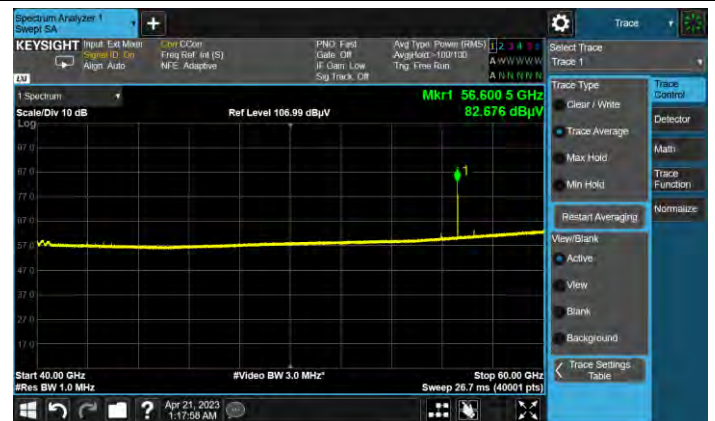 Spectrum Analyzer 1
Swept SA
+
Trace
KEYSIGHT
Input: Ext Mixer
Signal ID: On
Align: Auto
Corr CCorr
Freq Ref: Int (S)
NFE: Adaptive
PNO: Fast
Gate: Off
IF Gain: Low
Sig Track: Off
Avg Type: Power (RMS)
Avg|Hold:>100/100
Trig: Free Run
1 2 3 4 5 6
A W W W W W
A N N N N N
LXI
Select Trace
Trace 1
1 Spectrum
Scale/Div 10 dB
Log
Ref Level 106.99 dBµV
Mkr1 56.600 5 GHz
82.676 dBµV
97.0
87.0
77.0
67.0
57.0
47.0
37.0
27.0
17.0
1
Start 40.00 GHz
#Res BW 1.0 MHz
#Video BW 3.0 MHz*
Stop 60.00 GHz
Sweep 26.7 ms (40001 pts)
Trace Type
Clear / Write
Trace Average
Max Hold
Min Hold
Restart Averaging
View/Blank
Active
View
Blank
Background
Trace Settings
Table
Trace
Control
Detector
Math
Trace
Function
Normalize
?
Apr 21, 2023
1:17:58 AM